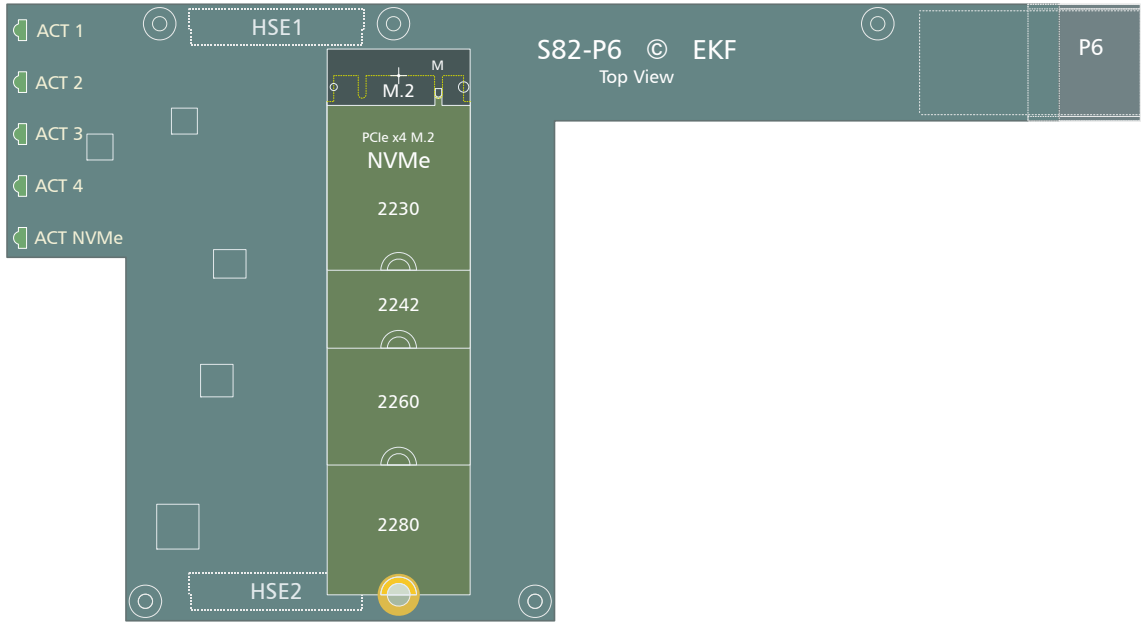 ACT 1
HSE1
S82-P6 © EKF
Top View
P6
M
M.2
ACT 2
ACT 3
ACT 4
ACT NVMe
PCIe x4 M.2
NVMe
2230
2242
2260
2280
HSE2